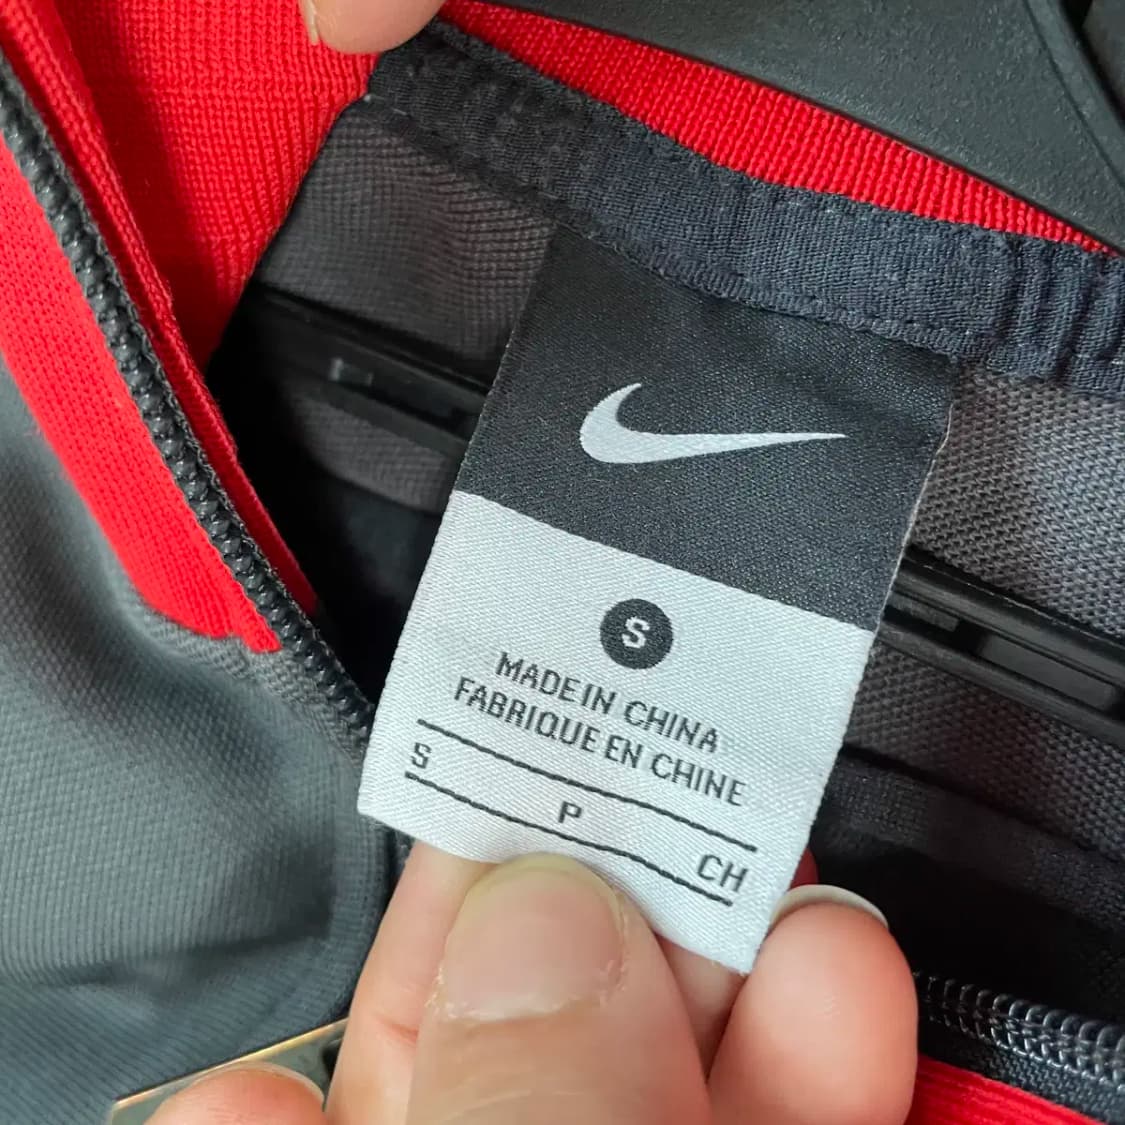 S
MADE IN CHINA
FABRIQUE EN CHINE
S P CH